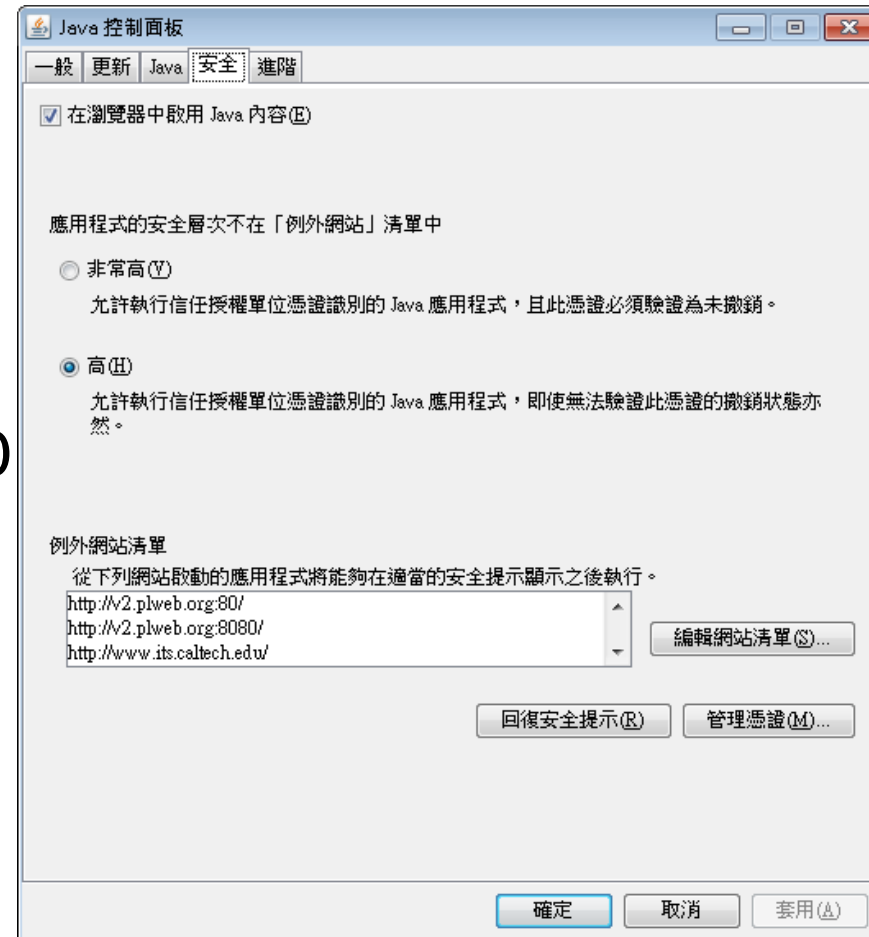 Java 控制面板
一般 更新 Java 安全 進階
在瀏覽器中啟用 Java 內容(E)
應用程式的安全層次不在「例外網站」清單中
非常高(V)
允許執行信任授權單位憑證識別的 Java 應用程式，且此憑證必須驗證為未撤銷。
高(H)
允許執行信任授權單位憑證識別的 Java 應用程式，即使無法驗證此憑證的撤銷狀態亦
然。
例外網站清單
從下列網站啟動的應用程式將能夠在適當的安全提示顯示之後執行。
http://v2.plweb.org:80/
http://v2.plweb.org:8080/
http://www.its.caltech.edu/
編輯網站清單(S)...
回復安全提示(R) 管理憑證(M)...
確定 取消 套用(A)